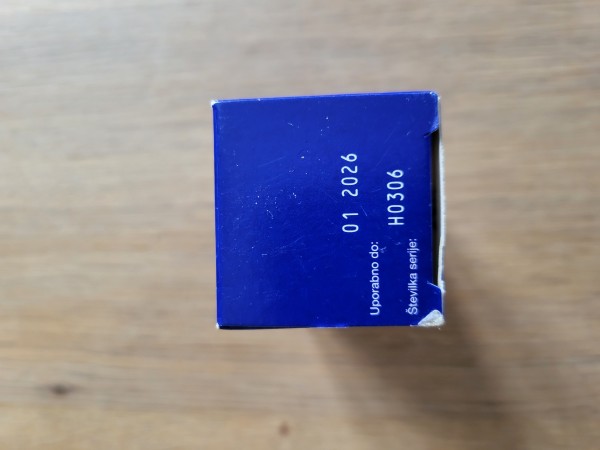 Uporabno do: 01 2026
Številka serije: H0306